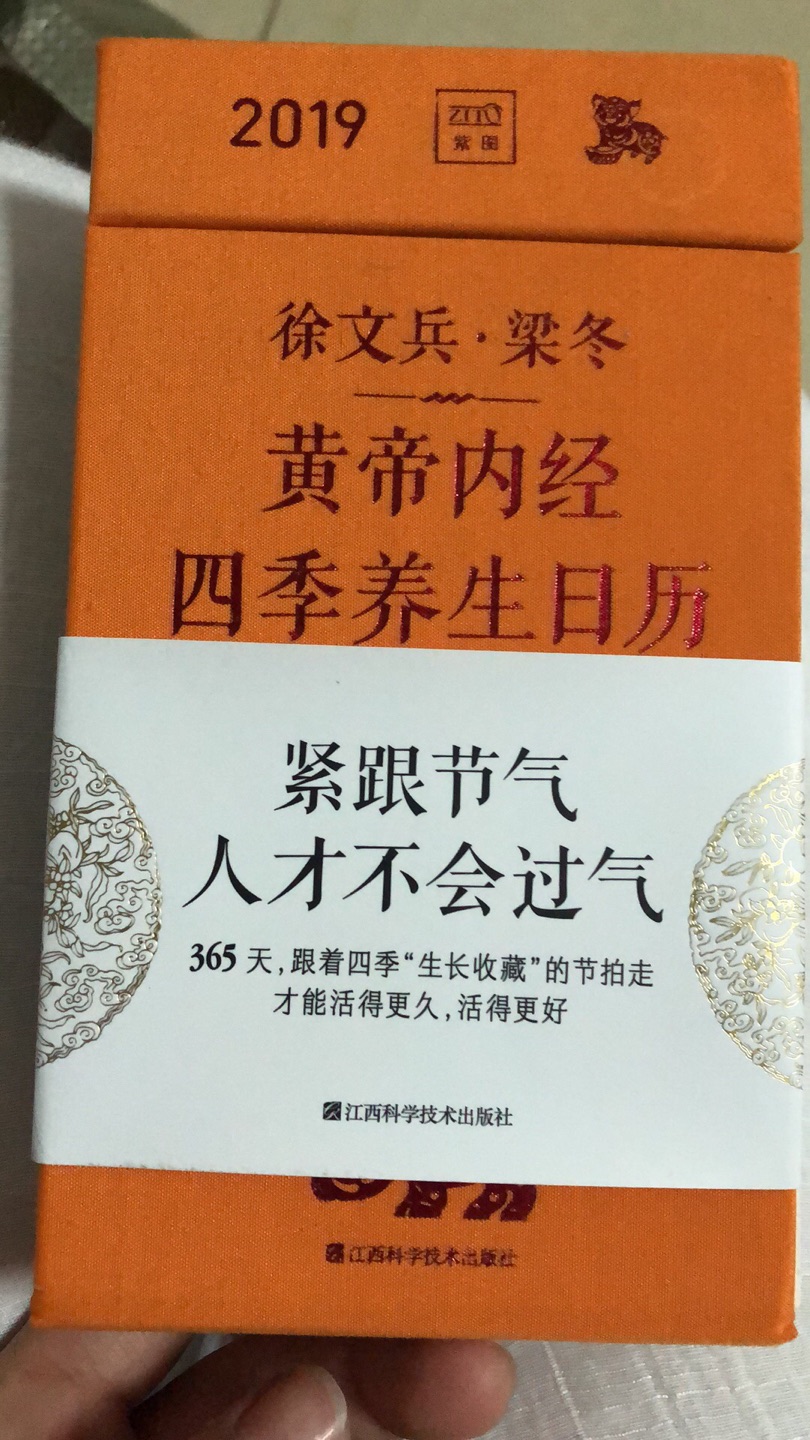 2019
ZITO
紫图
徐文兵·梁冬
黄帝内经
四季养生日历
紧跟节气
人才不会过气
365天,跟着四季“生长收藏”的节拍走
才能活得更久,活得更好
江西科学技术出版社
江西科学技术出版社